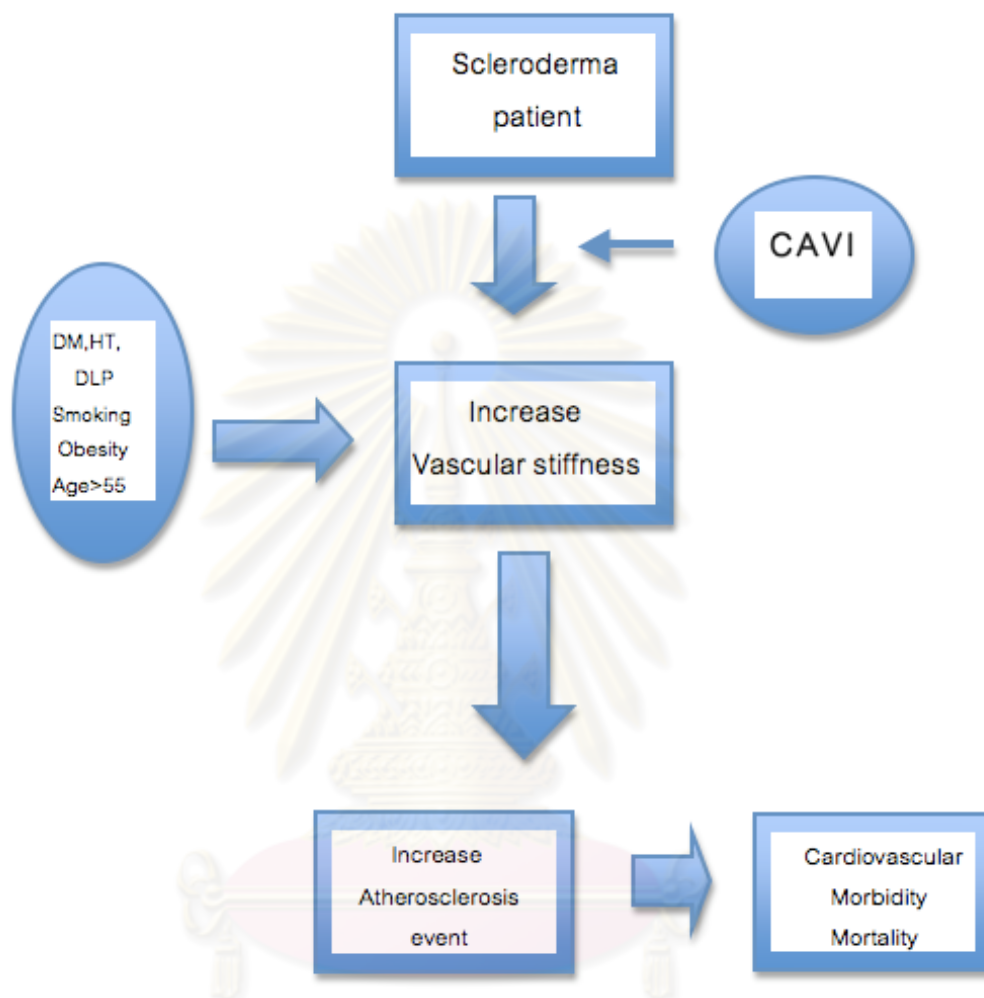 Scleroderma
patient
CAVI
DM,HT,
DLP
Smoking
Obesity
Age>55
Increase
Vascular stiffness
Increase
Atherosclerosis
event
Cardiovascular
Morbidity
Mortality